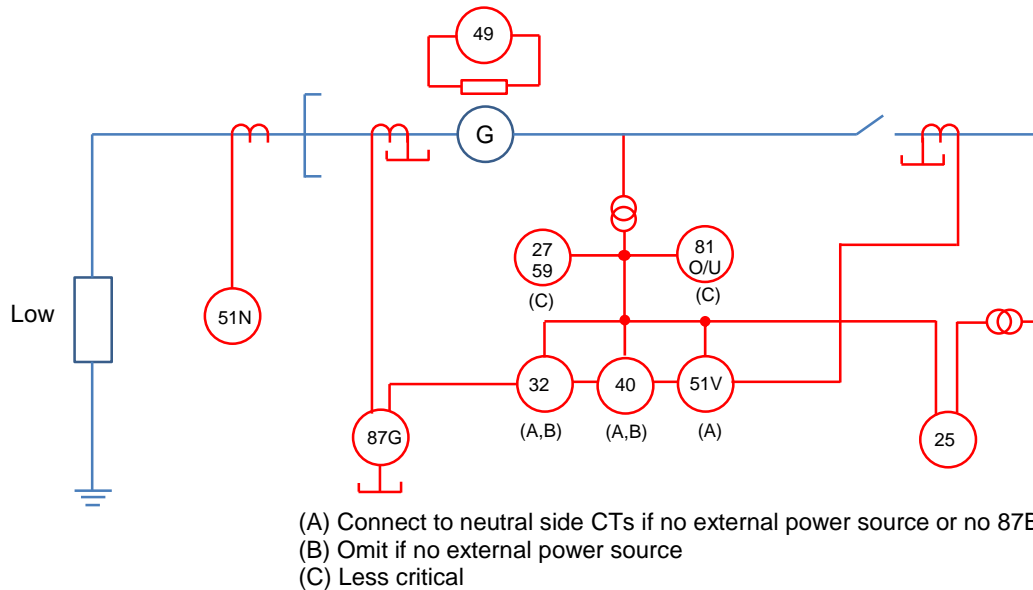 49
G
27
59
(C)
81
O/U
(C)
Low
51N
32
40
51V
(A,B)
(A,B)
(A)
87G
25
(A) Connect to neutral side CTs if no external power source or no 87B
(B) Omit if no external power source
(C) Less critical